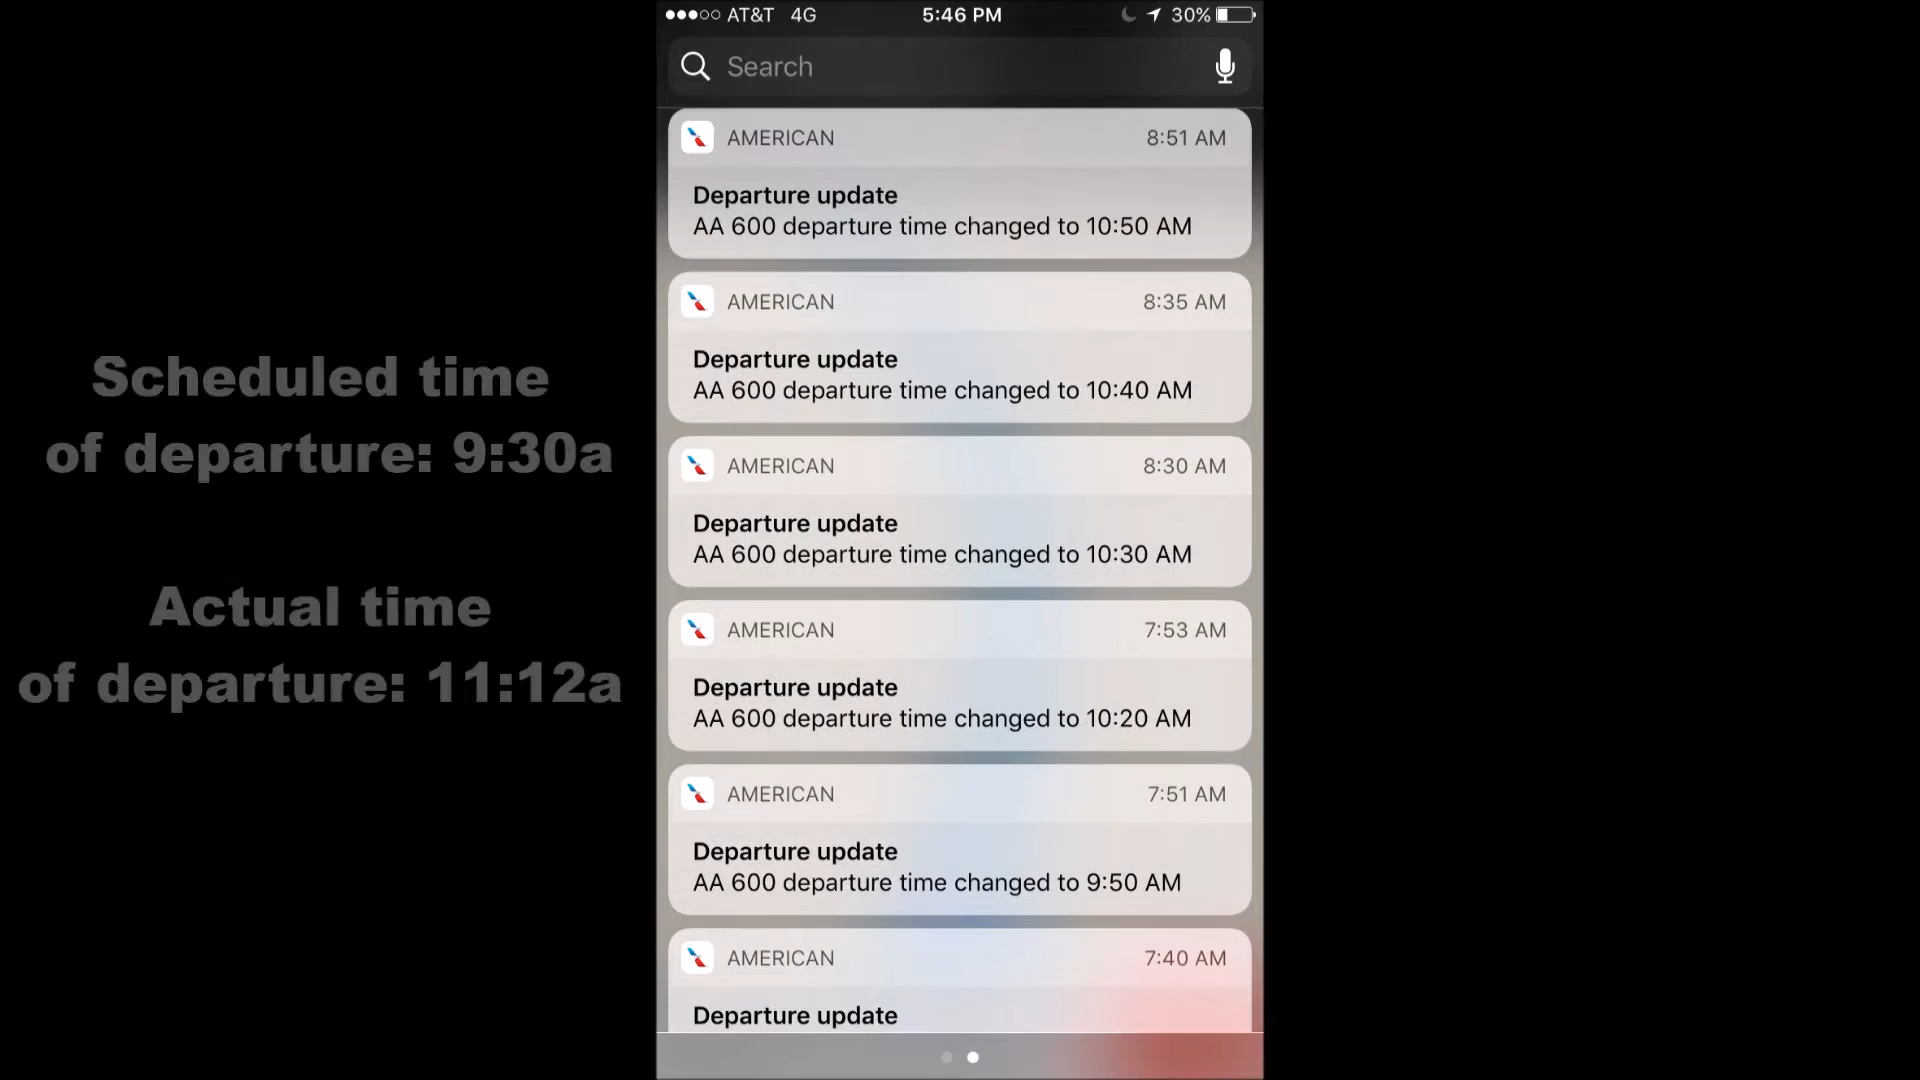 AT&T 4G 5:46 PM 30%
Search
AMERICAN 8:51 AM
Departure update
AA 600 departure time changed to 10:50 AM
AMERICAN 8:35 AM
Departure update
AA 600 departure time changed to 10:40 AM
AMERICAN 8:30 AM
Departure update
AA 600 departure time changed to 10:30 AM
AMERICAN 7:53 AM
Departure update
AA 600 departure time changed to 10:20 AM
AMERICAN 7:51 AM
Departure update
AA 600 departure time changed to 9:50 AM
AMERICAN 7:40 AM
Departure update
Scheduled time
of departure: 9:30a
Actual time
of departure: 11:12a